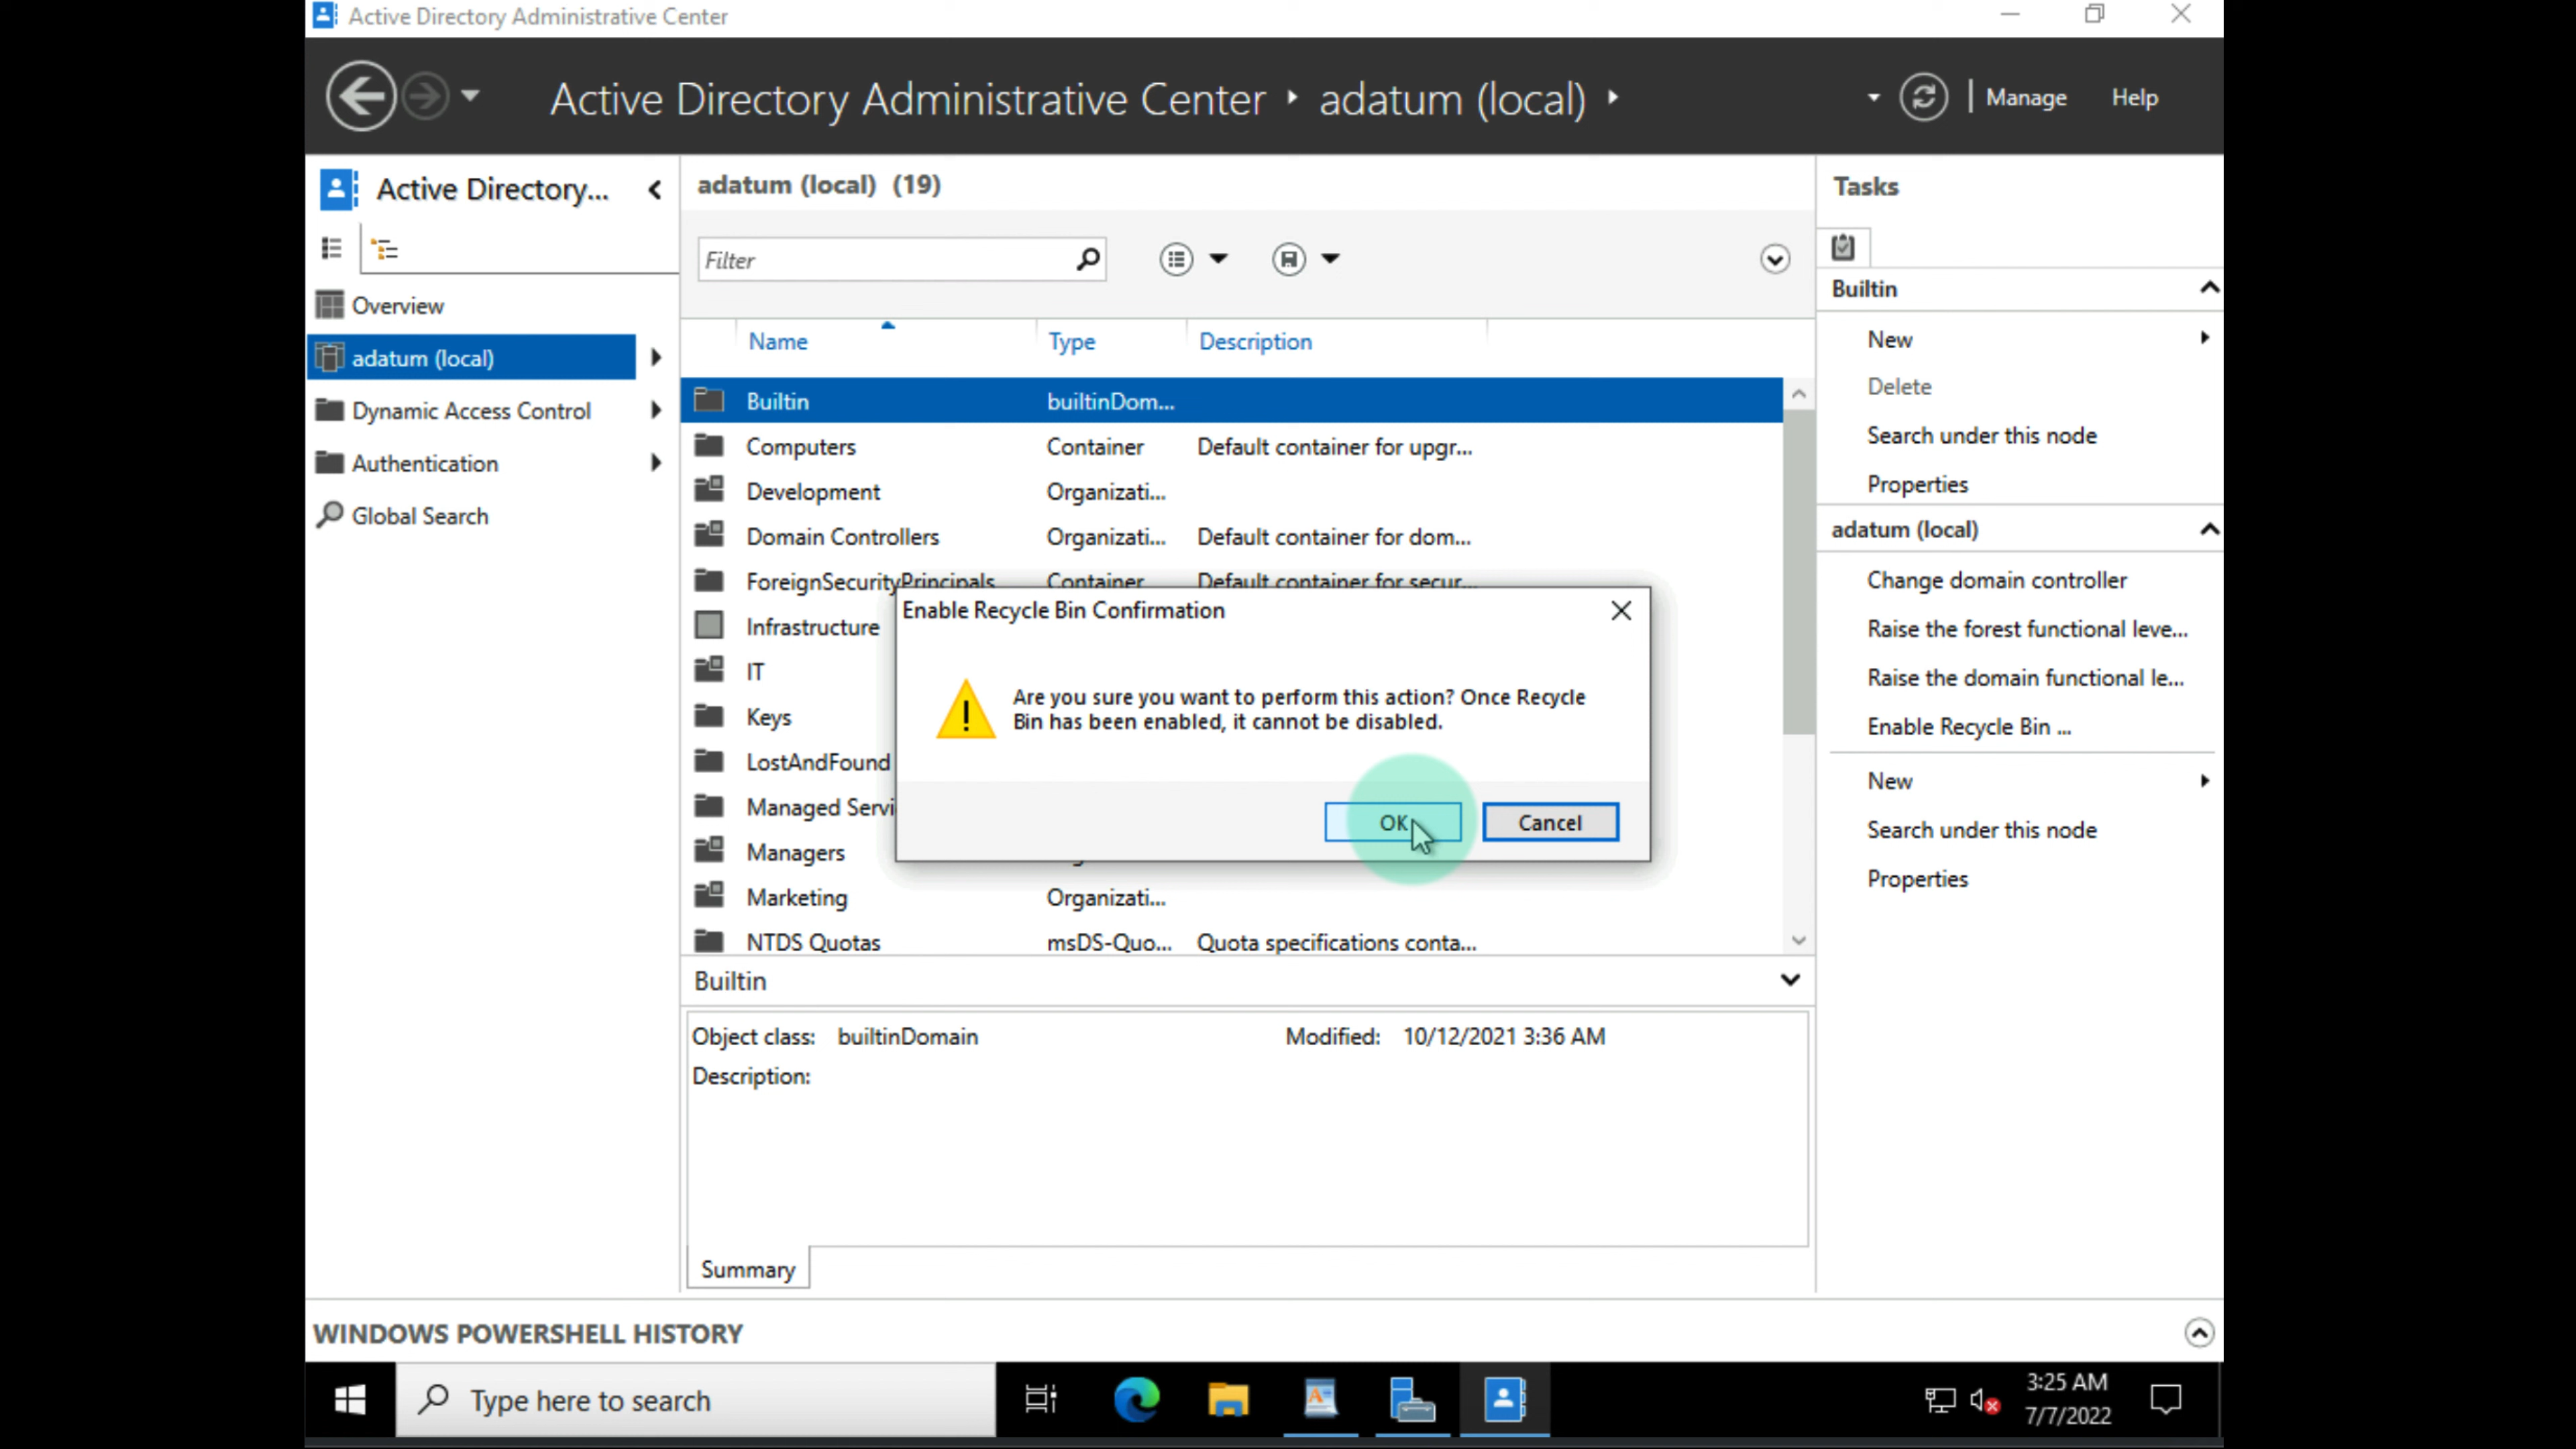 Active Directory Administrative Center
Active Directory Administrative Center
adatum (local)
Manage
Help
Active Directory...
Overview
adatum (local)
Dynamic Access Control
Authentication
Global Search
adatum (local) (19)
Filter
Name Type Description
Builtin builtinDom...
Computers Container Default container for upgr...
Development Organizati...
Domain Controllers Organizati... Default container for dom...
ForeignSecurityPrincipals Container Default container for secur...
Infrastructure
IT
Keys
LostAndFound
Managed Servi
Managers
Marketing Organizati...
NTDS Quotas msDS-Quo... Quota specifications conta...
Enable Recycle Bin Confirmation
Are you sure you want to perform this action? Once Recycle
Bin has been enabled, it cannot be disabled.
OK
Cancel
Builtin
Object class: builtinDomain Modified: 10/12/2021 3:36 AM
Description:
Summary
Tasks
Builtin
New
Delete
Search under this node
Properties
adatum (local)
Change domain controller
Raise the forest functional leve...
Raise the domain functional le...
Enable Recycle Bin ...
New
Search under this node
Properties
WINDOWS POWERSHELL HISTORY
Type here to search
3:25 AM
7/7/2022